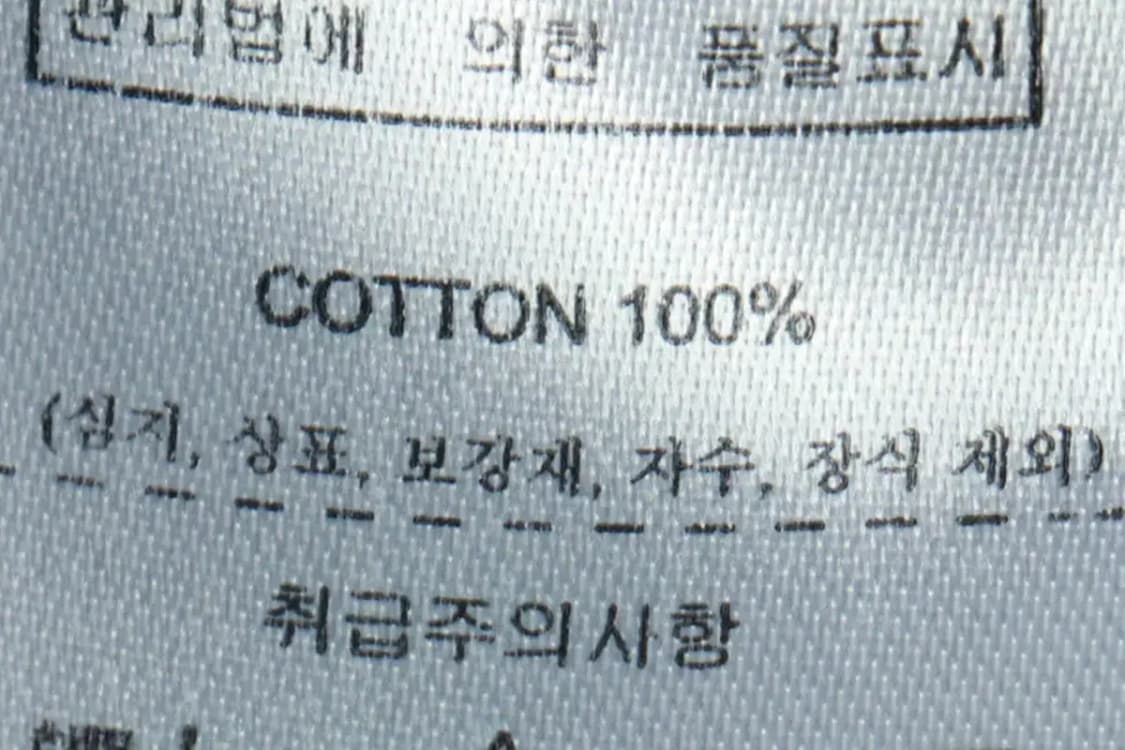 관리법에 의한 품질표시
COTTON 100%
(심지, 상표, 보강재, 자수, 장식 제외)
취급주의사항